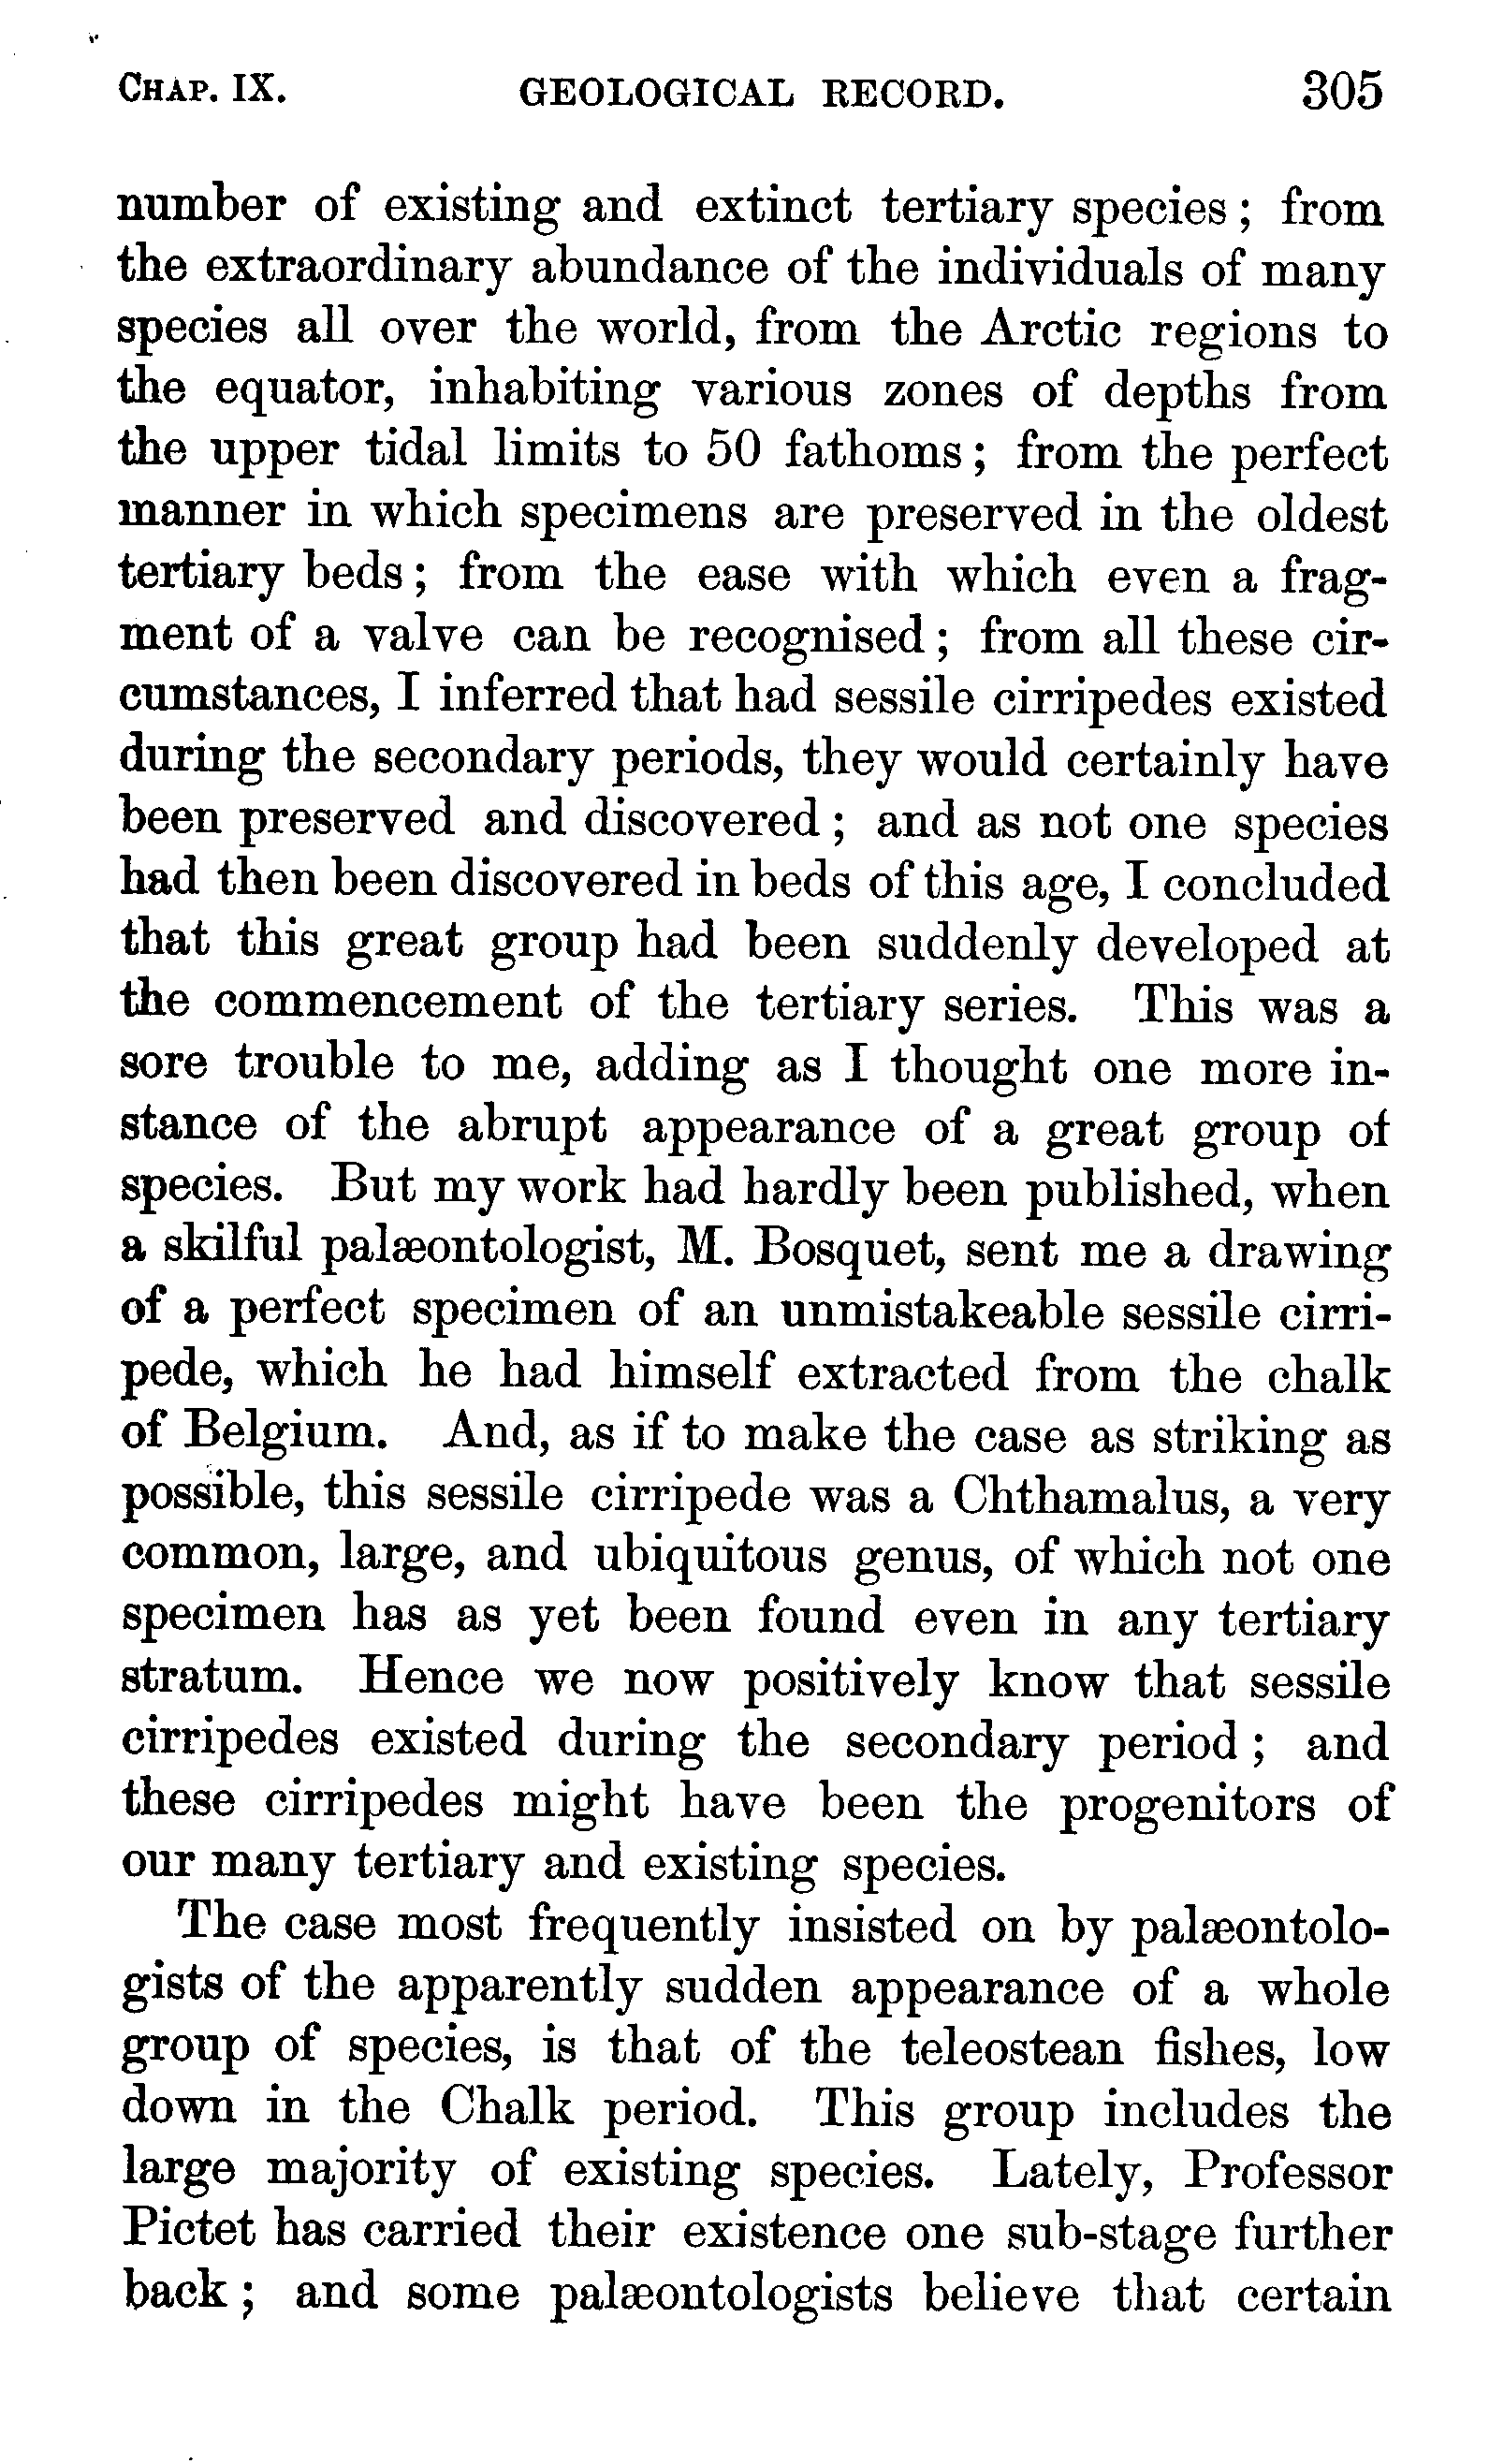 CHAP. IX. GEOLOGICAL RECORD. 305
number of existing and extinct tertiary species; from
the extraordinary abundance of the individuals of many
species all over the world, from the Arctic regions to
the equator, inhabiting various zones of depths from
the upper tidal limits to 50 fathoms; from the perfect
manner in which specimens are preserved in the oldest
tertiary beds; from the ease with which even a frag-
ment of a valve can be recognised; from all these cir-
cumstances, I inferred that had sessile cirripedes existed
during the secondary periods, they would certainly have
been preserved and discovered; and as not one species
had then been discovered in beds of this age, I concluded
that this great group had been suddenly developed at
the commencement of the tertiary series. This was a
sore trouble to me, adding as I thought one more in-
stance of the abrupt appearance of a great group of
species. But my work had hardly been published, when
a skilful palæontologist, M. Bosquet, sent me a drawing
of a perfect specimen of an unmistakeable sessile cirri-
pede, which he had himself extracted from the chalk
of Belgium. And, as if to make the case as striking as
possible, this sessile cirripede was a Chthamalus, a very
common, large, and ubiquitous genus, of which not one
specimen has as yet been found even in any tertiary
stratum. Hence we now positively know that sessile
cirripedes existed during the secondary period; and
these cirripedes might have been the progenitors of
our many tertiary and existing species.
The case most frequently insisted on by palæontolo-
gists of the apparently sudden appearance of a whole
group of species, is that of the teleostean fishes, low
down in the Chalk period. This group includes the
large majority of existing species. Lately, Professor
Pictet has carried their existence one sub-stage further
back; and some palæontologists believe that certain